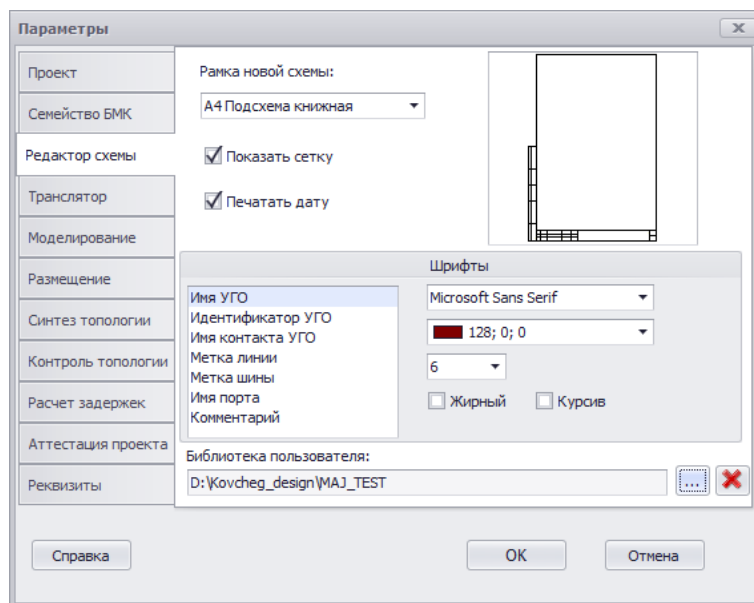 Параметры
Проект
Семейство БМК
Редактор схемы
Транслятор
Моделирование
Размещение
Синтез топологии
Контроль топологии
Расчет задержек
Аттестация проекта
Реквизиты
Рамка новой схемы:
А4 Подсхема книжная
Показать сетку
Печатать дату
Шрифты
Имя УГО
Идентификатор УГО
Имя контакта УГО
Метка линии
Метка шины
Имя порта
Комментарий
Microsoft Sans Serif
128; 0; 0
6
Жирный
Курсив
Библиотека пользователя:
D:\Kovcheg_design\MAJ_TEST
...
Справка
ОК
Отмена